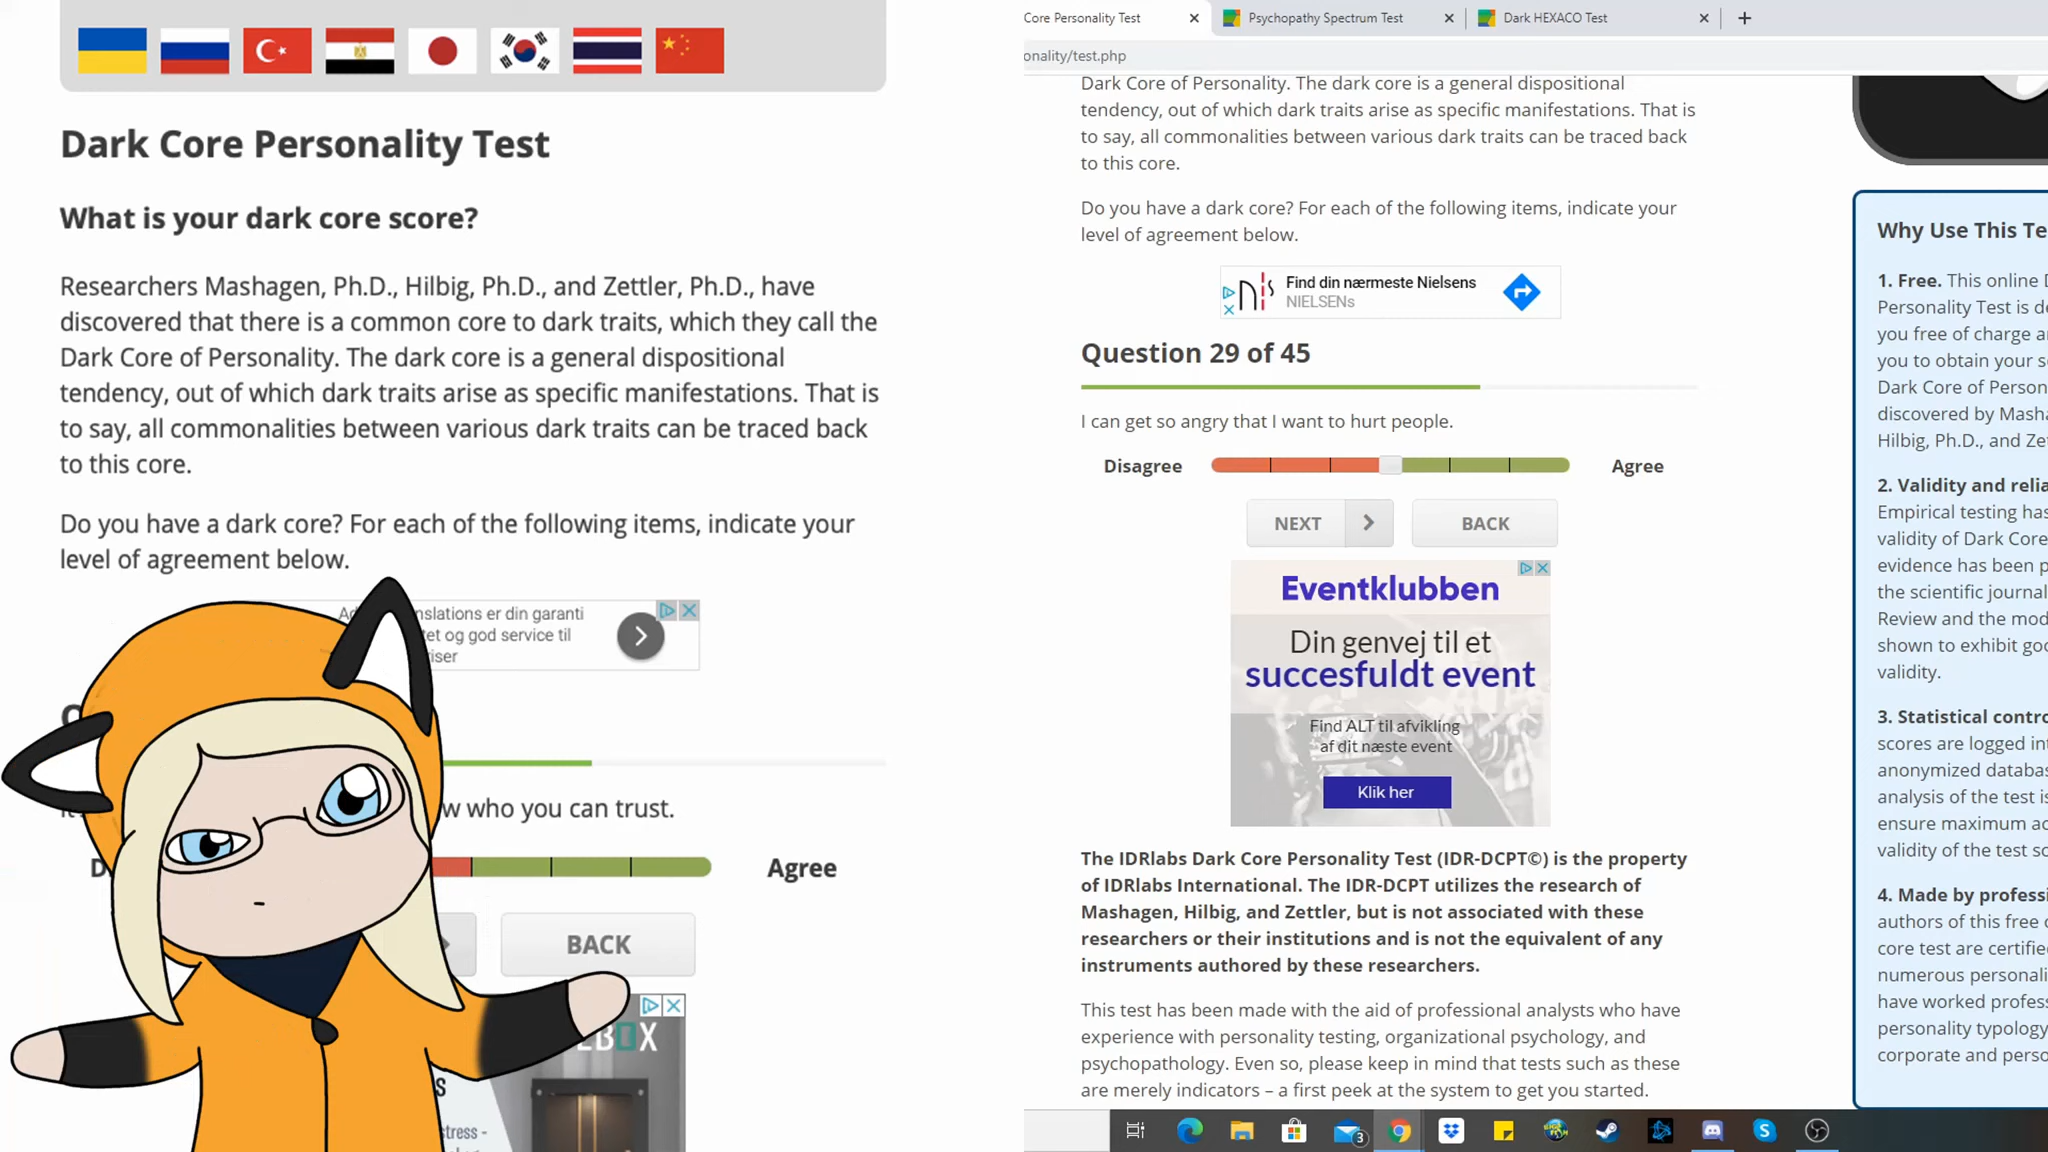 Dark Core Personality Test
What is your dark core score?
Researchers Mashagen, Ph.D., Hilbig, Ph.D., and Zettler, Ph.D., have
discovered that there is a common core to dark traits, which they call the
Dark Core of Personality. The dark core is a general dispositional
tendency, out of which dark traits arise as specific manifestations. That is
to say, all commonalities between various dark traits can be traced back
to this core.
Do you have a dark core? For each of the following items, indicate your
level of agreement below.
nslations er din garanti
tet og god service til
who you can trust.
Agree
BACK
Core Personality Test
Psychopathy Spectrum Test
Dark HEXACO Test
onality/test.php
Dark Core of Personality. The dark core is a general dispositional
tendency, out of which dark traits arise as specific manifestations. That is
to say, all commonalities between various dark traits can be traced back
to this core.
Do you have a dark core? For each of the following items, indicate your
level of agreement below.
Find din nærmeste Nielsens
NIELSENs
Question 29 of 45
I can get so angry that I want to hurt people.
Disagree
Agree
NEXT
BACK
Eventklubben
Din genvej til et
succesfuldt event
Find ALT til afvikling
af dit næste event
Klik her
The IDRlabs Dark Core Personality Test (IDR-DCPT©) is the property
of IDRlabs International. The IDR-DCPT utilizes the research of
Mashagen, Hilbig, and Zettler, but is not associated with these
researchers or their institutions and is not the equivalent of any
instruments authored by these researchers.
This test has been made with the aid of professional analysts who have
experience with personality testing, organizational psychology, and
psychopathology. Even so, please keep in mind that tests such as these
are merely indicators – a first peek at the system to get you started.
Why Use This Te
1. Free. This online D
Personality Test is de
you free of charge a
you to obtain your s
Dark Core of Person
discovered by Masha
Hilbig, Ph.D., and Ze
2. Validity and relia
Empirical testing has
validity of Dark Core
evidence has been p
the scientific journal
Review and the mod
shown to exhibit goo
validity.
3. Statistical contro
scores are logged int
anonymized databas
analysis of the test is
ensure maximum ac
validity of the test sc
4. Made by professi
authors of this free c
core test are certifie
numerous personali
have worked profess
personality typology
corporate and perso